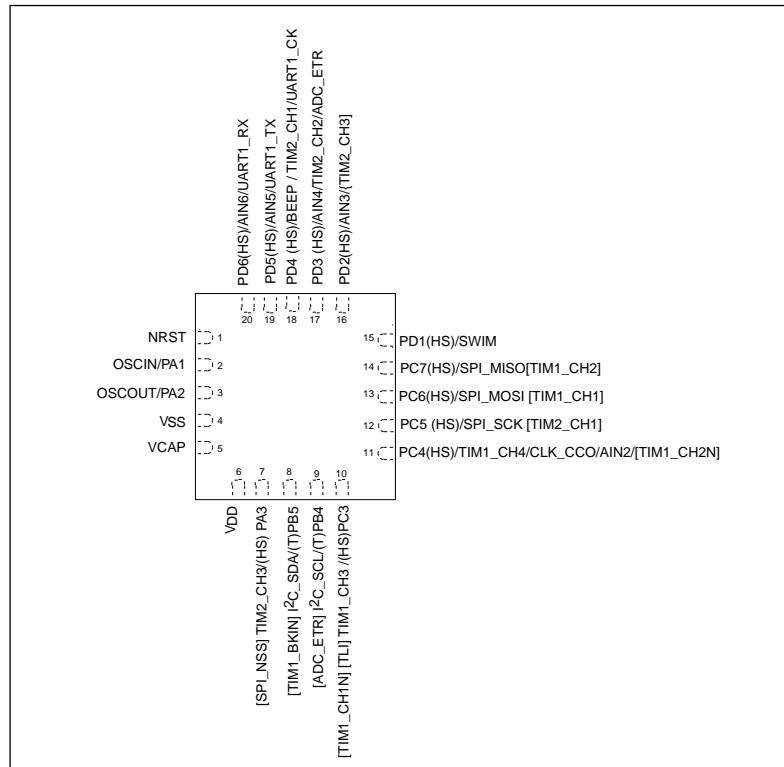 PD6(HS)/AIN6/UART1_RX
PD5(HS)/AIN5/UART1_TX
PD4 (HS)/BEEP / TIM2_CH1/UART1_CK
PD3 (HS)/AIN4/TIM2_CH2/ADC_ETR
PD2(HS)/AIN3/{TIM2_CH3]
20 19 18 17 16
NRST 1
OSCIN/PA1 2
OSCOUT/PA2 3
VSS 4
VCAP 5
15 PD1(HS)/SWIM
14 PC7(HS)/SPI_MISO[TIM1_CH2]
13 PC6(HS)/SPI_MOSI [TIM1_CH1]
12 PC5 (HS)/SPI_SCK [TIM2_CH1]
11 PC4(HS)/TIM1_CH4/CLK_CCO/AIN2/[TIM1_CH2N]
6 7 8 9 10
VDD
[SPI_NSS] TIM2_CH3/(HS) PA3
[TIM1_BKIN] I2C_SDA/(T)PB5
[ADC_ETR] I2C_SCL/(T)PB4
[TIM1_CH1N] [TLI] TIM1_CH3 /(HS)PC3